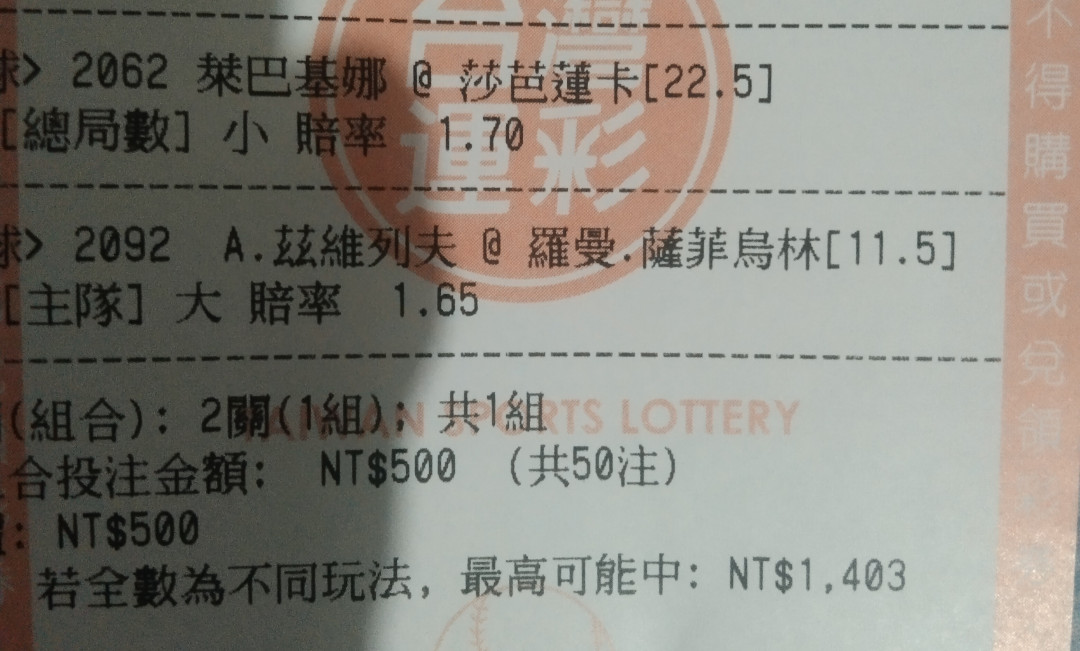 球> 2062 萊巴基娜 @ 莎芭蓮卡[22.5]
[總局數] 小 賠率 1.70
球> 2092 A.茲維列夫 @ 羅曼.薩菲烏林[11.5]
[主隊] 大 賠率 1.65
(組合): 2關(1組); 共1組
合投注金額: NT$500 (共50注)
: NT$500
若全數為不同玩法, 最高可能中: NT$1,403
台灣
運彩
TAIWAN SPORTS LOTTERY
不得購買或兌領